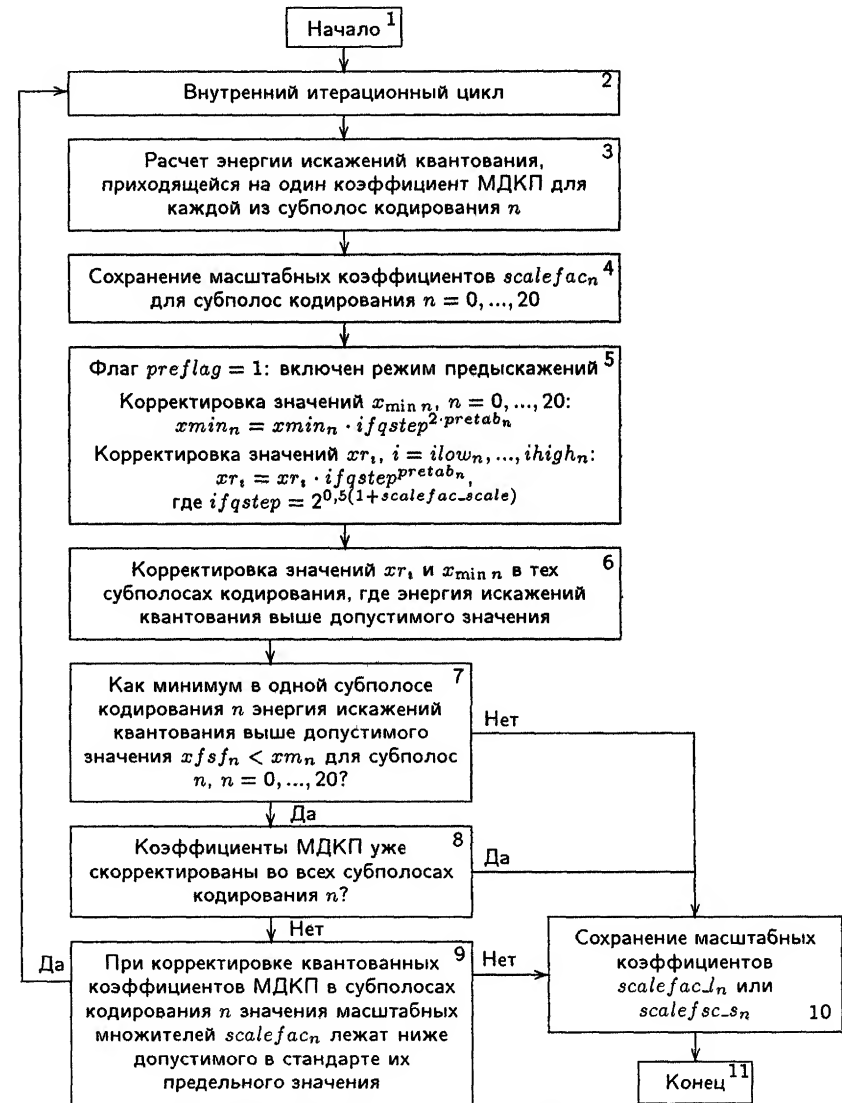 Начало 1
Внутренний итерационный цикл 2
Расчет энергии искажений квантования, 3
приходящейся на один коэффициент МДКП для
каждой из субполос кодирования n
Сохранение масштабных коэффициентов scalefac_n 4
для субполос кодирования n = 0, ..., 20
Флаг preflag = 1: включен режим предыскажений 5
Корректировка значений x_{min n}, n = 0, ..., 20:
xmin_n = xmin_n · ifqstep^{2·pretab_n}
Корректировка значений xr_i, i = ilow_n, ..., ihigh_n:
xr_i = xr_i · ifqstep^{pretab_n},
где ifqstep = 2^{0,5(1+scalefac_scale)}
Корректировка значений xr_i и x_{min n} в тех 6
субполосах кодирования, где энергия искажений
квантования выше допустимого значения
Как минимум в одной субполосе 7
кодирования n энергия искажений
квантования выше допустимого
значения xfsf_n < xm_n для субполос
n, n = 0, ..., 20?
Нет
Да
Коэффициенты МДКП уже 8
скорректированы во всех субполосах
кодирования n?
Да
Нет
Да
При корректировке квантованных 9
коэффициентов МДКП в субполосах
кодирования n значения масштабных
множителей scalefac_n лежат ниже
допустимого в стандарте их
предельного значения
Нет
Сохранение масштабных
коэффициентов
scalefac_l_n или
scalefsc_s_n 10
Конец 11